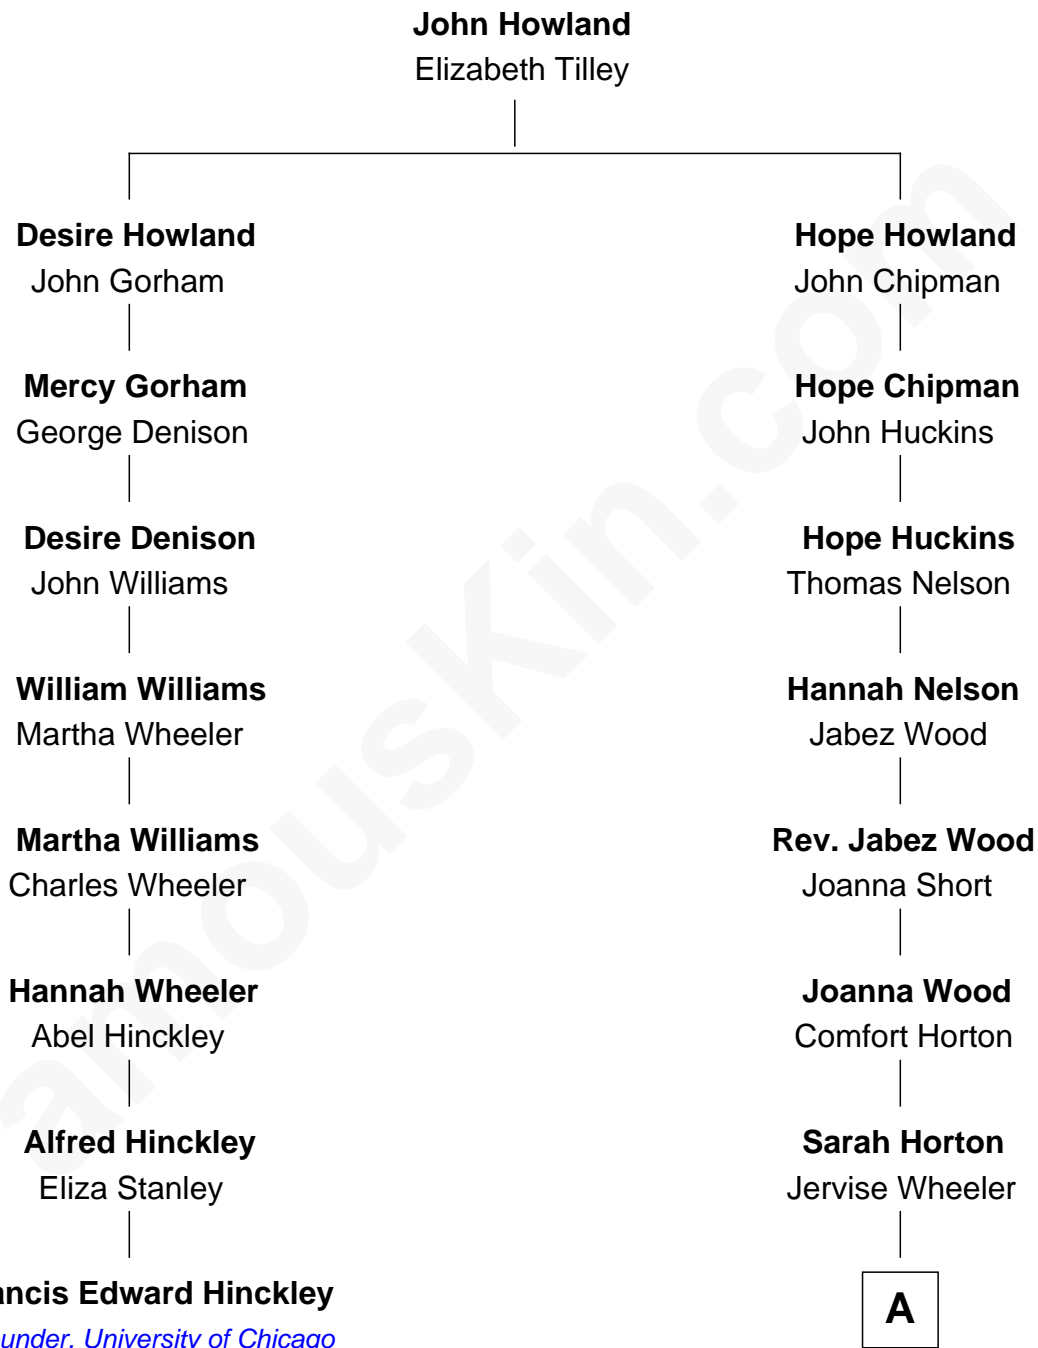 John Howland
Elizabeth Tilley
Desire Howland
John Gorham
Hope Howland
John Chipman
Mercy Gorham
George Denison
Hope Chipman
John Huckins
Desire Denison
John Williams
Hope Huckins
Thomas Nelson
William Williams
Martha Wheeler
Hannah Nelson
Jabez Wood
Martha Williams
Charles Wheeler
Rev. Jabez Wood
Joanna Short
Hannah Wheeler
Abel Hinckley
Joanna Wood
Comfort Horton
Alfred Hinckley
Eliza Stanley
Sarah Horton
Jervise Wheeler
ancis Edward Hinckley
under, University of Chicago
A
amousKin.com